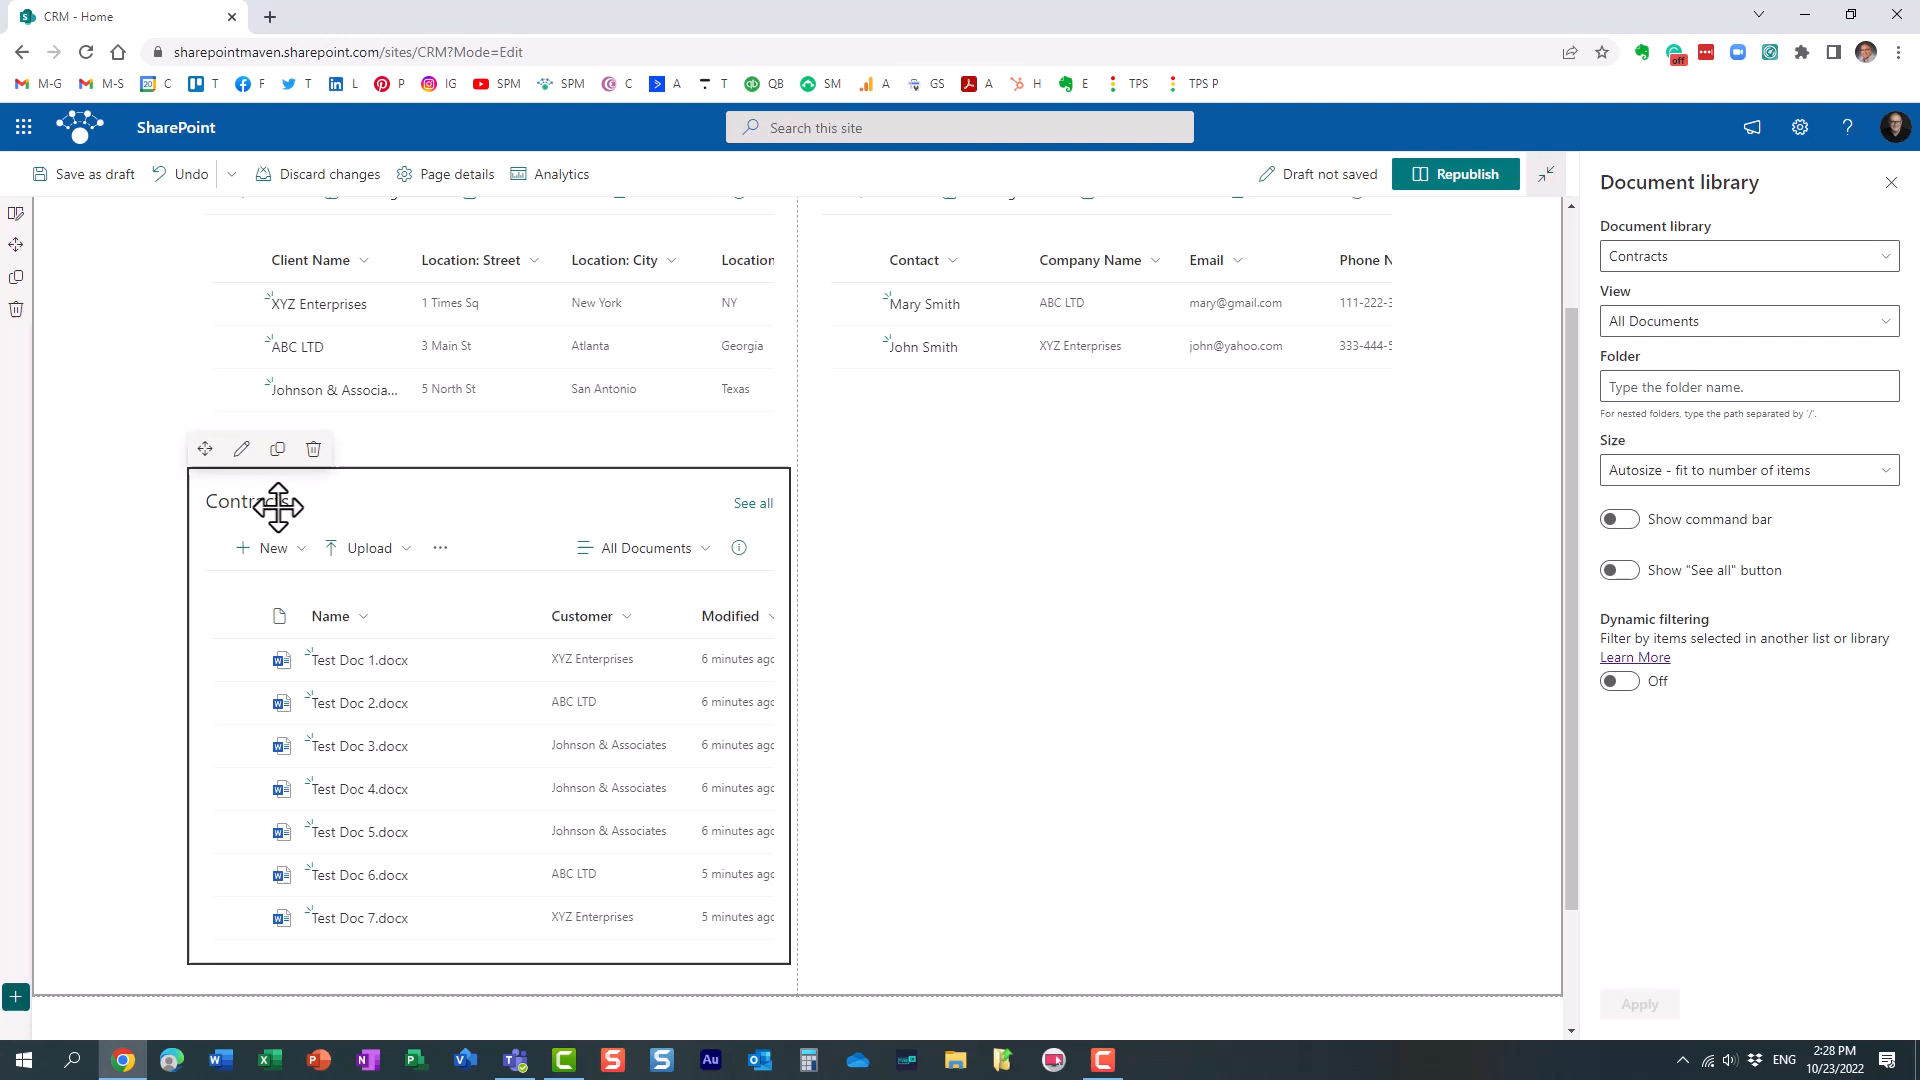 CRM - Home
sharepointmaven.sharepoint.com/sites/CRM?Mode=Edit
off
M-G
M-S
20
C
T
F
T
L
P
IG
SPM
SPM
C
A
T
QB
SM
A
GS
A
H
E
TPS
TPS P
SharePoint
Search this site
Save as draft
Undo
Discard changes
Page details
Analytics
Draft not saved
Republish
Client Name
Location: Street
Location: City
Location
XYZ Enterprises
1 Times Sq
New York
NY
ABC LTD
3 Main St
Atlanta
Georgia
Johnson & Associa...
5 North St
San Antonio
Texas
Contact
Company Name
Email
Phone N
Mary Smith
ABC LTD
mary@gmail.com
111-222-3
John Smith
XYZ Enterprises
john@yahoo.com
333-444-5
Contracts
See all
New
Upload
All Documents
Name
Customer
Modified
Test Doc 1.docx
XYZ Enterprises
6 minutes ago
Test Doc 2.docx
ABC LTD
6 minutes ago
Test Doc 3.docx
Johnson & Associates
6 minutes ago
Test Doc 4.docx
Johnson & Associates
6 minutes ago
Test Doc 5.docx
Johnson & Associates
6 minutes ago
Test Doc 6.docx
ABC LTD
5 minutes ago
Test Doc 7.docx
XYZ Enterprises
5 minutes ago
Document library
Document library
Contracts
View
All Documents
Folder
Type the folder name.
For nested folders, type the path separated by '/'.
Size
Autosize - fit to number of items
Show command bar
Show "See all" button
Dynamic filtering
Filter by items selected in another list or library
Learn More
Off
Apply
ENG
2:28 PM
10/23/2022